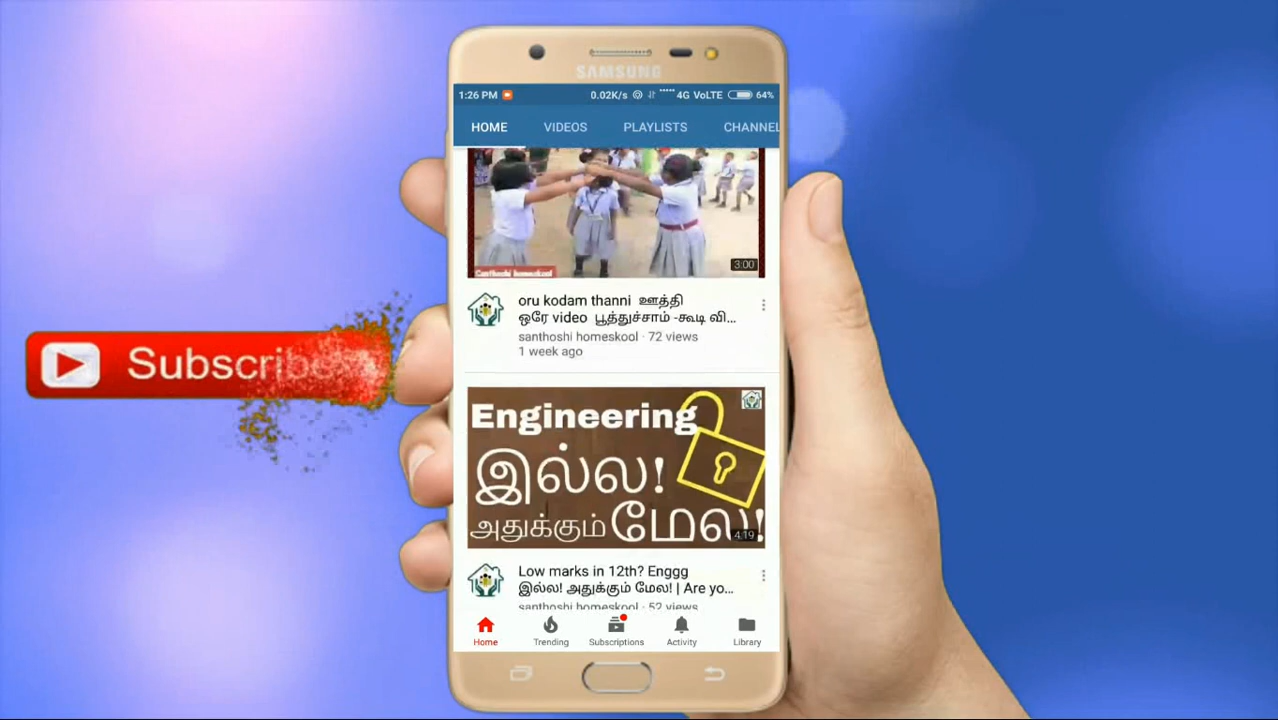 SAMSUNG
1:26 PM 0.02K/s 4G VoLTE 64%
HOME VIDEOS PLAYLISTS CHANNEL
Santhoshi homeskool
3:00
oru kodam thanni ஊத்தி
ஒரே video பூத்துச்சாம் -கூடி வி...
santhoshi homeskool · 72 views
1 week ago
Subscribe
Engineering
இல்ல!
அதுக்கும் மேல!
4:19
Low marks in 12th? Enggg
இல்ல! அதுக்கும் மேல! | Are yo...
santhoshi homeskool · 52 views
Home Trending Subscriptions Activity Library